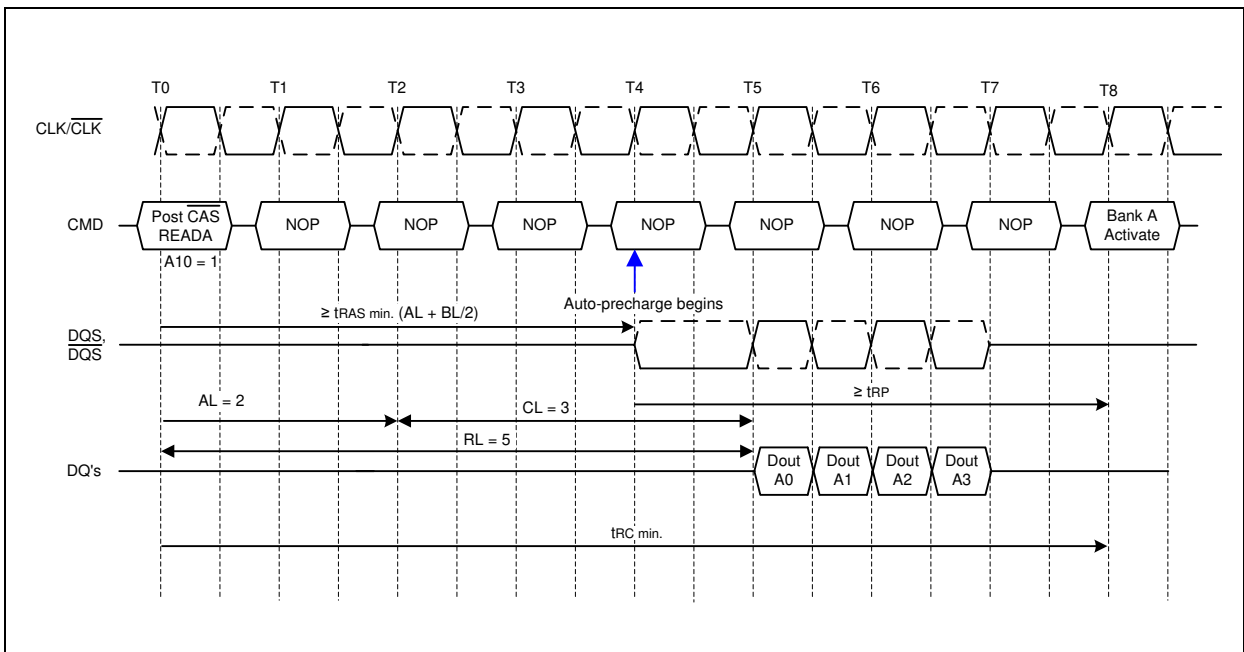 T0 T1 T2 T3 T4 T5 T6 T7 T8
CLK/CLK
CMD
Post CAS
READA
NOP NOP NOP NOP NOP NOP NOP
Bank A
Activate
A10 = 1
Auto-precharge begins
≥ tRAS min. (AL + BL/2)
DQS,
DQS
≥ tRP
AL = 2
CL = 3
RL = 5
DQ's
Dout
A0
Dout
A1
Dout
A2
Dout
A3
tRC min.